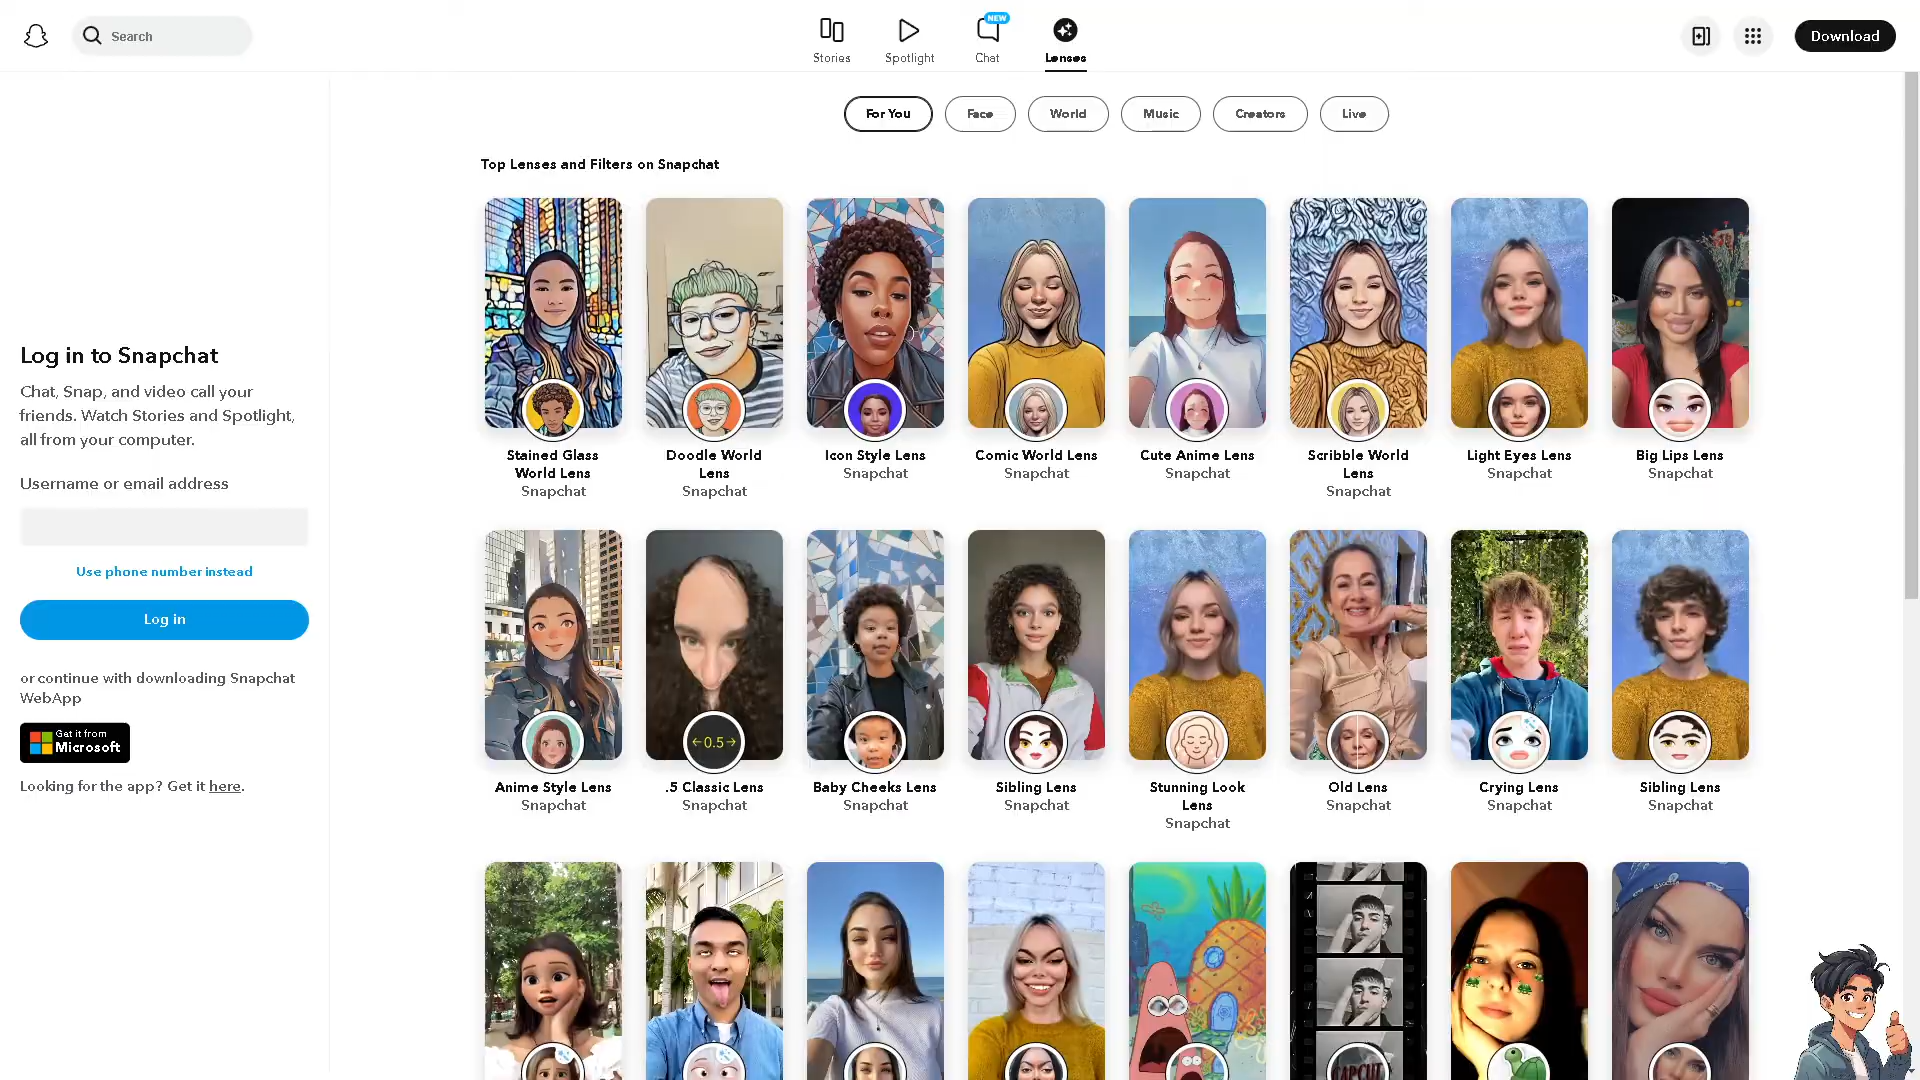 Search
Stories
Spotlight
NEW
Chat
Lenses
Download
For You
Face
World
Music
Creators
Live
Top Lenses and Filters on Snapchat
Log in to Snapchat
Chat, Snap, and video call your
friends. Watch Stories and Spotlight,
all from your computer.
Username or email address
Use phone number instead
Log in
or continue with downloading Snapchat
WebApp
Get it from
Microsoft
Looking for the app? Get it here.
Stained Glass
World Lens
Snapchat
Doodle World
Lens
Snapchat
Icon Style Lens
Snapchat
Comic World Lens
Snapchat
Cute Anime Lens
Snapchat
Scribble World
Lens
Snapchat
Light Eyes Lens
Snapchat
Big Lips Lens
Snapchat
←0.5→
Anime Style Lens
Snapchat
.5 Classic Lens
Snapchat
Baby Cheeks Lens
Snapchat
Sibling Lens
Snapchat
Stunning Look
Lens
Snapchat
Old Lens
Snapchat
Crying Lens
Snapchat
Sibling Lens
Snapchat